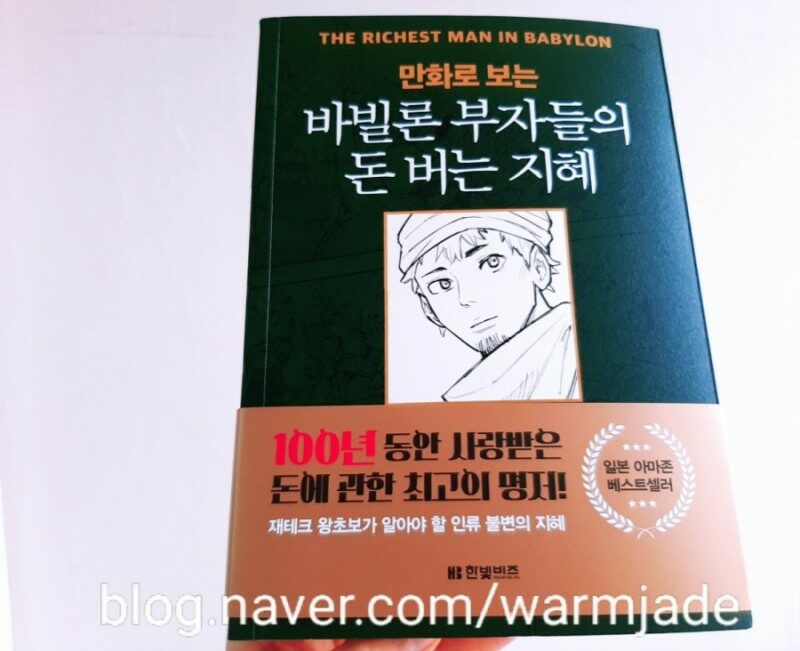 THE RICHEST MAN IN BABYLON
만화로 보는
바빌론 부자들의
돈 버는 지혜
100년 동안 사랑받은
돈에 관한 최고의 명저!
재테크 왕초보가 알아야 할 인류 불변의 지혜
일본 아마존
베스트셀러
HB 한빛비즈
blog.naver.com/warmjade